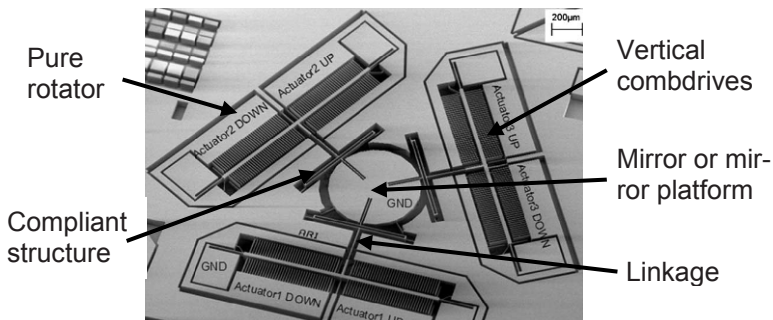 200µm
Pure
rotator
Actuator2 UP
Actuator2 DOWN
Vertical
combdrives
Actuator3 UP
Actuator3 DOWN
Mirror or mir-
ror platform
GND
Compliant
structure
GND
Linkage
Actuator1 DOWN
Actuator1 UP